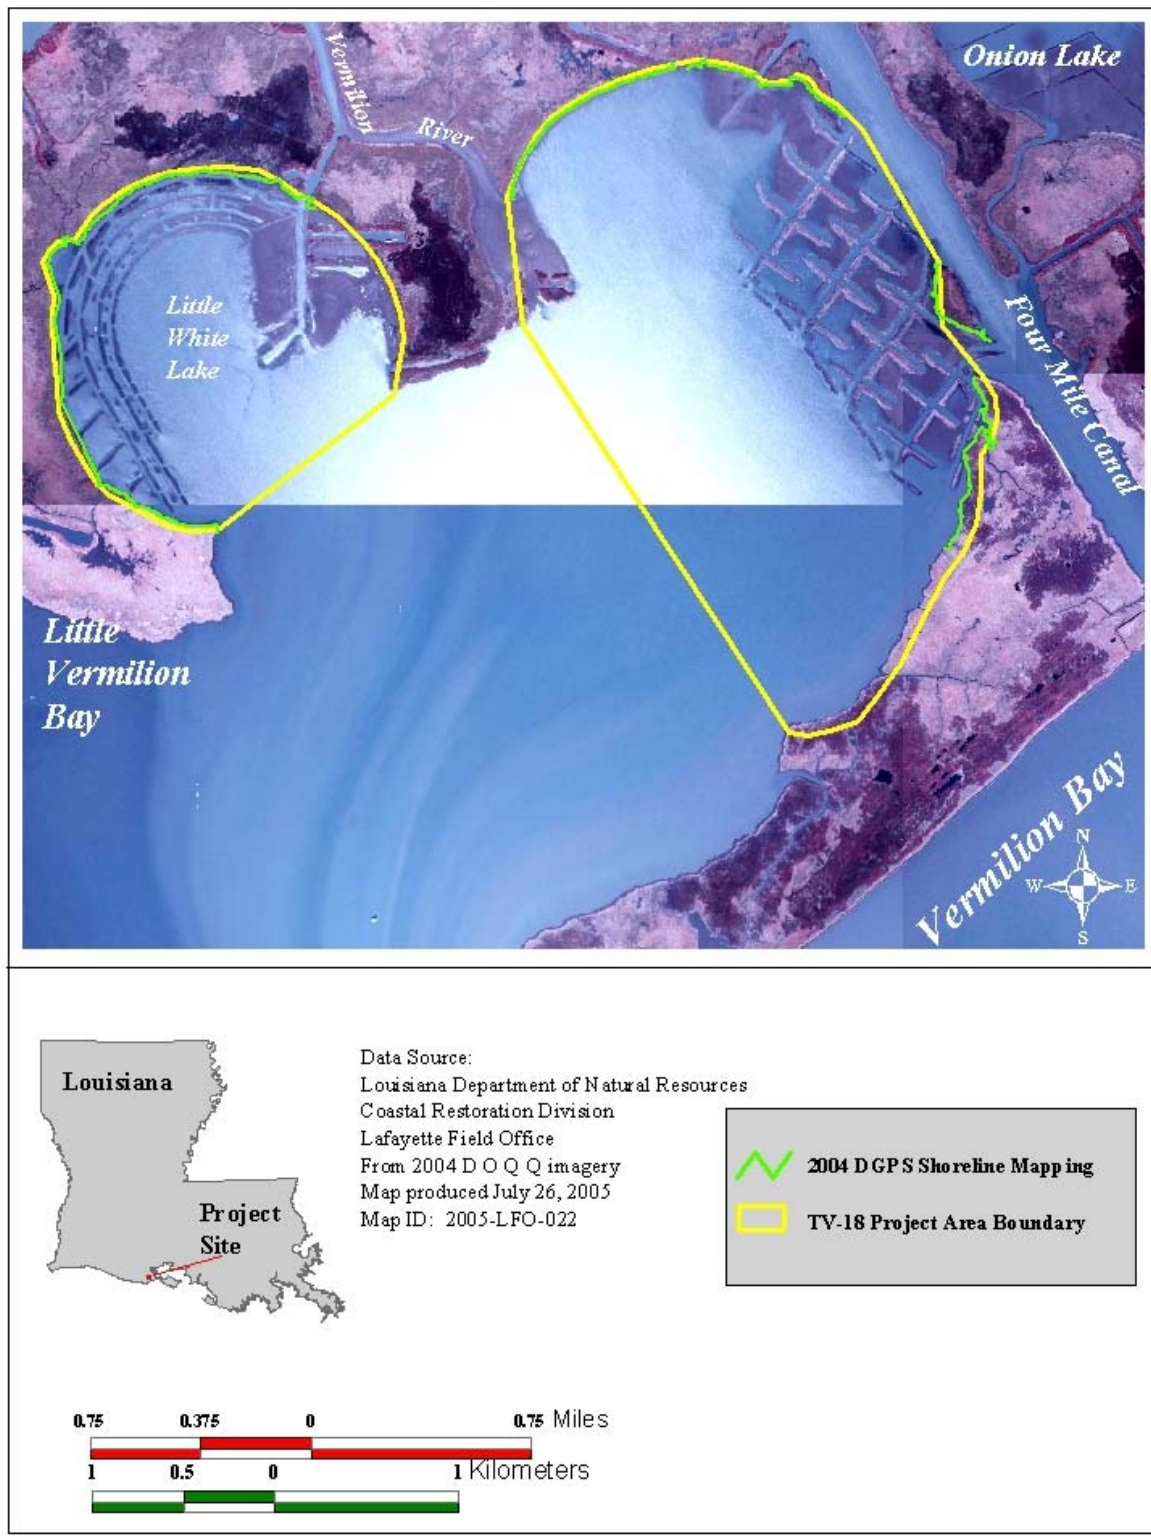 Onion Lake
Vermilion
River
Little
White
Lake
Four Mile Canal
Little
Vermilion
Bay
Vermilion Bay
N
W E
S
Louisiana
Project
Site
Data Source:
Louisiana Department of Natural Resources
Coastal Restoration Division
Lafayette Field Office
From 2004 D O Q Q imagery
Map produced July 26, 2005
Map ID: 2005-LFO-022
2004 DGPS Shoreline Mapping
TV-18 Project Area Boundary
0.75 0.375 0 0.75 Miles
1 0.5 0 1 Kilometers